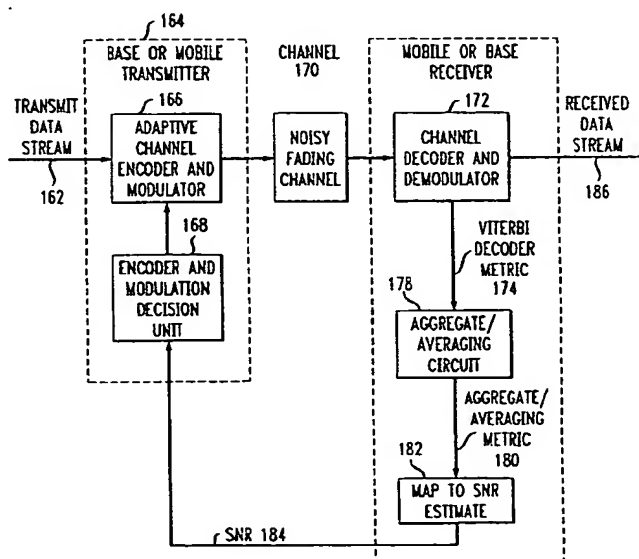 164
BASE OR MOBILE
TRANSMITTER
CHANNEL
170
MOBILE OR BASE
RECEIVER
TRANSMIT
DATA
STREAM
162
166
ADAPTIVE
CHANNEL
ENCODER AND
MODULATOR
NOISY
FADING
CHANNEL
172
CHANNEL
DECODER AND
DEMODULATOR
RECEIVED
DATA
STREAM
186
168
ENCODER AND
MODULATION
DECISION
UNIT
VITERBI
DECODER
METRIC
174
178
AGGREGATE/
AVERAGING
CIRCUIT
AGGREGATE/
AVERAGING
METRIC
180
182
MAP TO SNR
ESTIMATE
SNR 184